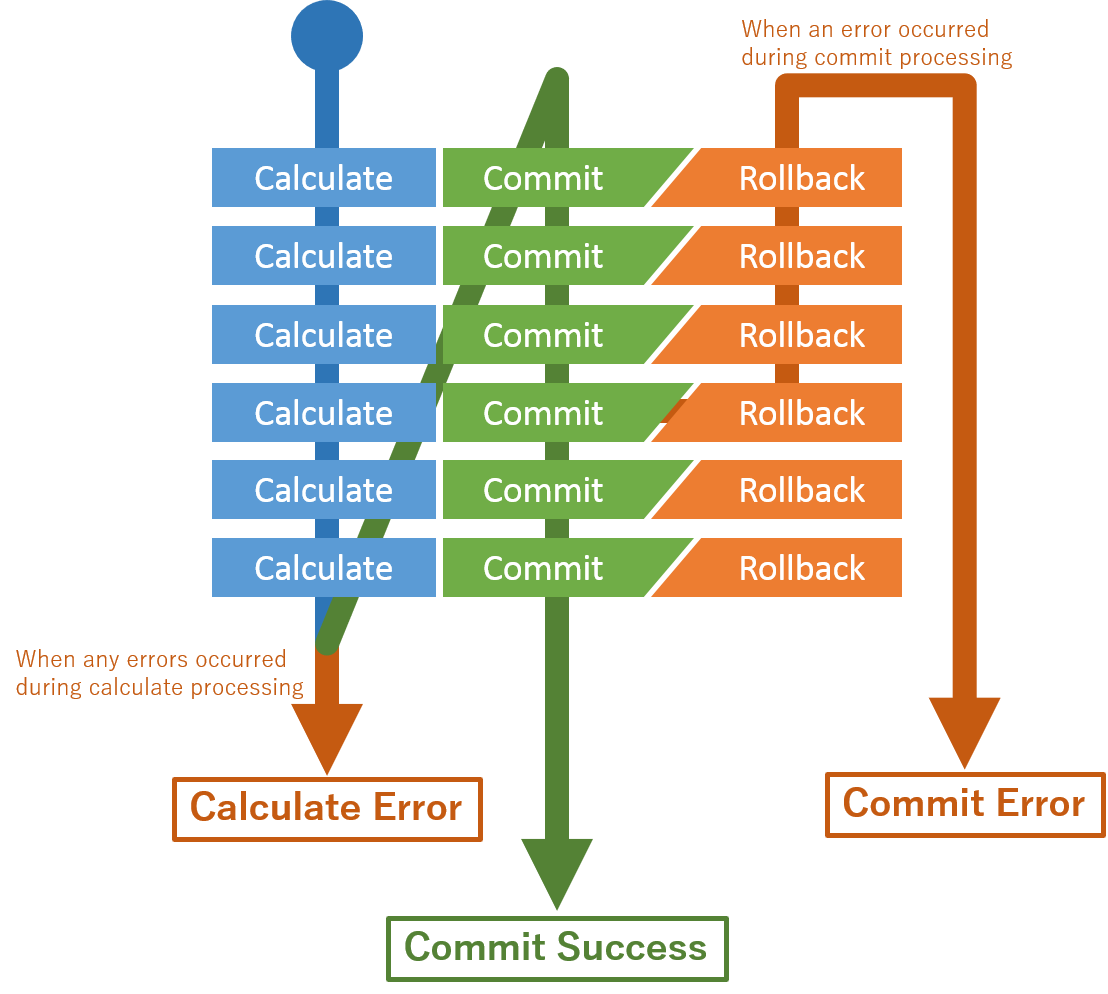 When an error occurred
during commit processing
Calculate Commit Rollback
Calculate Commit Rollback
Calculate Commit Rollback
Calculate Commit Rollback
Calculate Commit Rollback
Calculate Commit Rollback
When any errors occurred
during calculate processing
Calculate Error
Commit Error
Commit Success